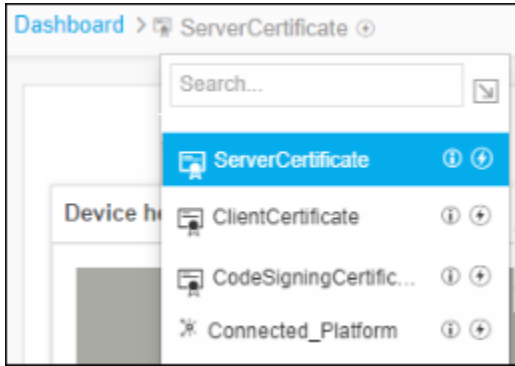 Dashboard > ServerCertificate
Search...
ServerCertificate
Device h
ClientCertificate
CodeSigningCertific...
Connected_Platform